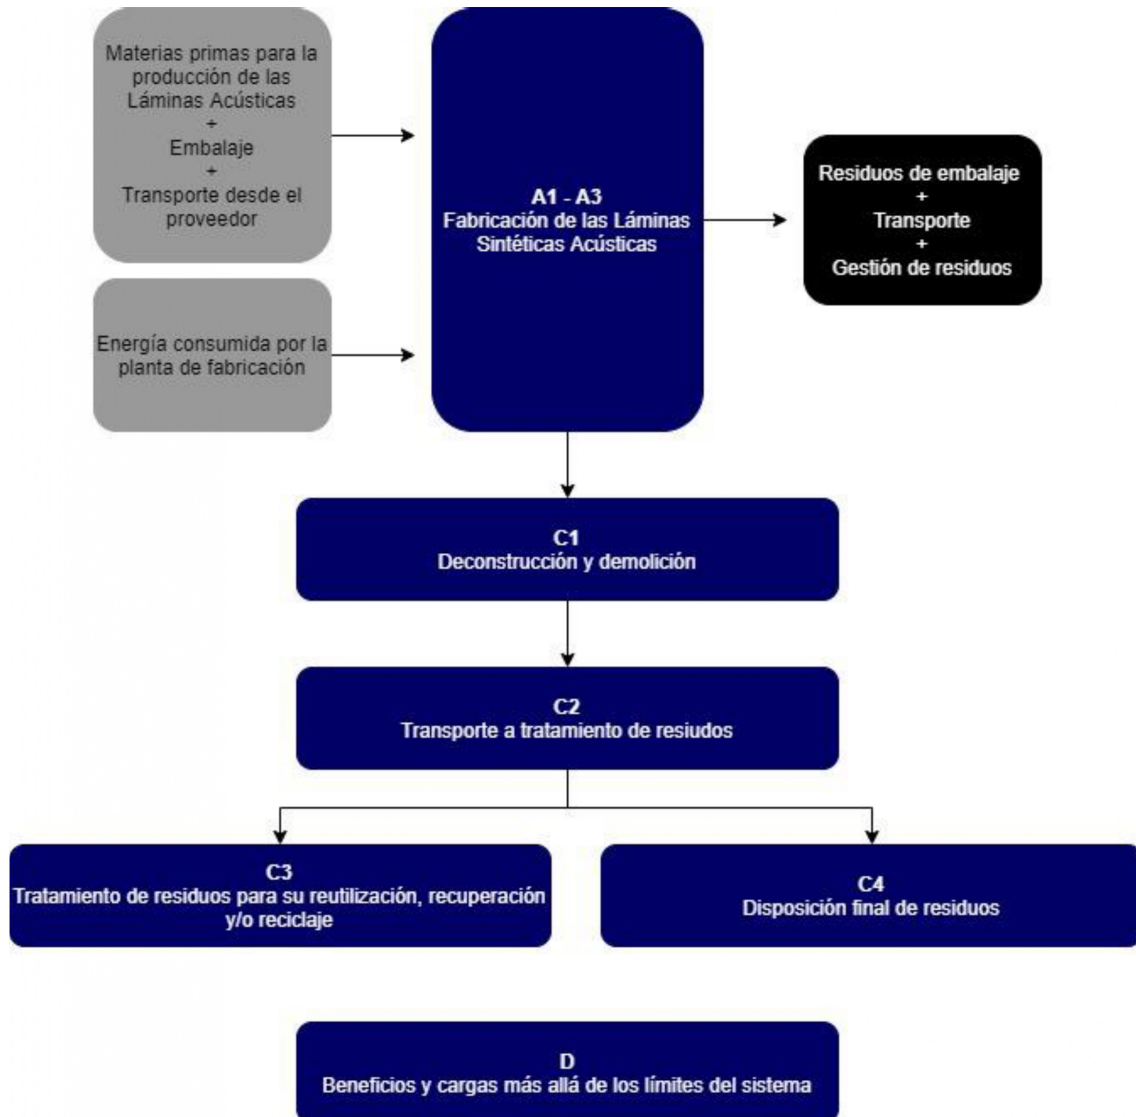 Materias primas para la
producción de las
Láminas Acústicas
+
Embalaje
+
Transporte desde el
proveedor
Energía consumida por la
planta de fabricación
A1 - A3
Fabricación de las Láminas
Sintéticas Acústicas
Residuos de embalaje
+
Transporte
+
Gestión de residuos
C1
Deconstrucción y demolición
C2
Transporte a tratamiento de resiudos
C3
Tratamiento de residuos para su reutilización, recuperación
y/o reciclaje
C4
Disposición final de residuos
D
Beneficios y cargas más allá de los límites del sistema